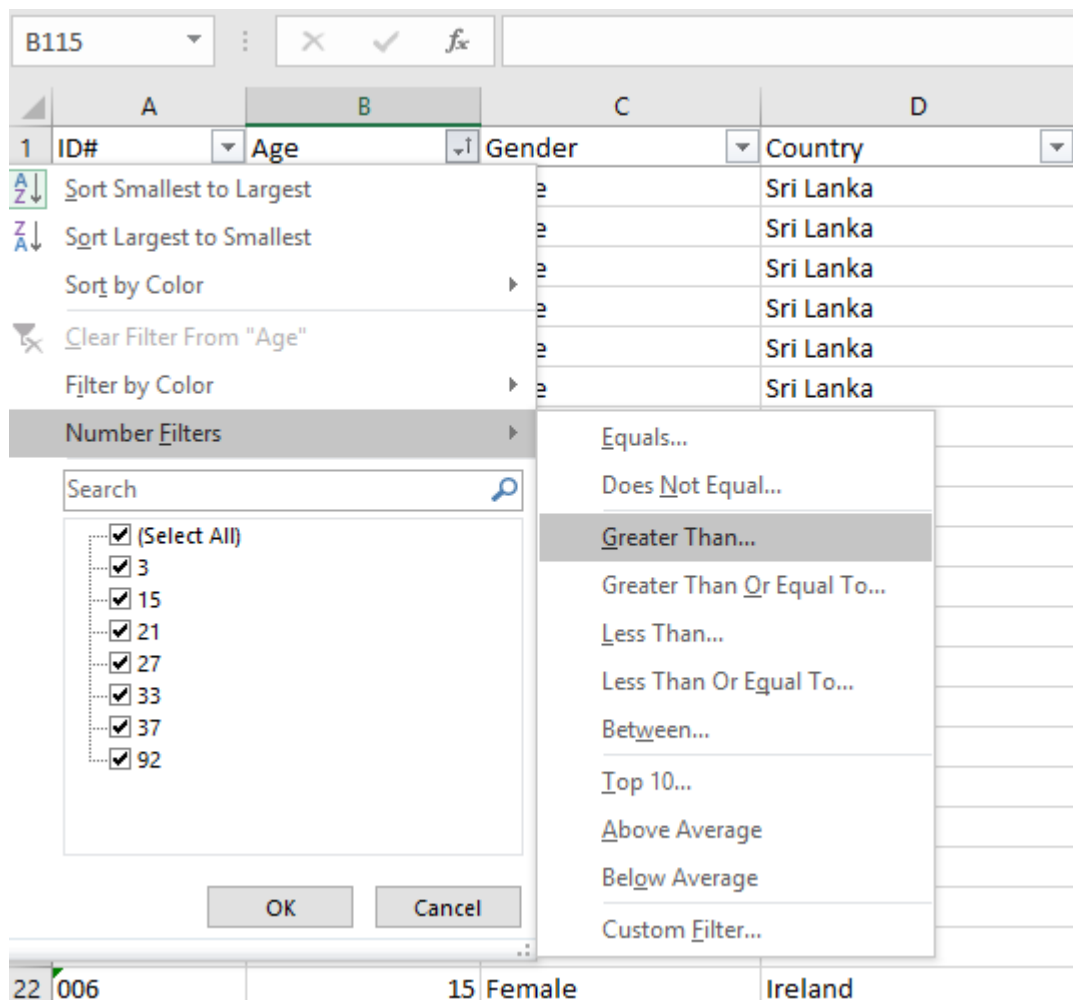 B115 fx
A B C D
1 ID# Age Gender Country
Sort Smallest to Largest e Sri Lanka
Sort Largest to Smallest e Sri Lanka
Sort by Color e Sri Lanka
e Sri Lanka
Clear Filter From "Age" e Sri Lanka
Filter by Color e Sri Lanka
Number Filters
Search
(Select All)
3
15
21
27
33
37
92
OK Cancel
Equals...
Does Not Equal...
Greater Than...
Greater Than Or Equal To...
Less Than...
Less Than Or Equal To...
Between...
Top 10...
Above Average
Below Average
Custom Filter...
22 006 15 Female Ireland